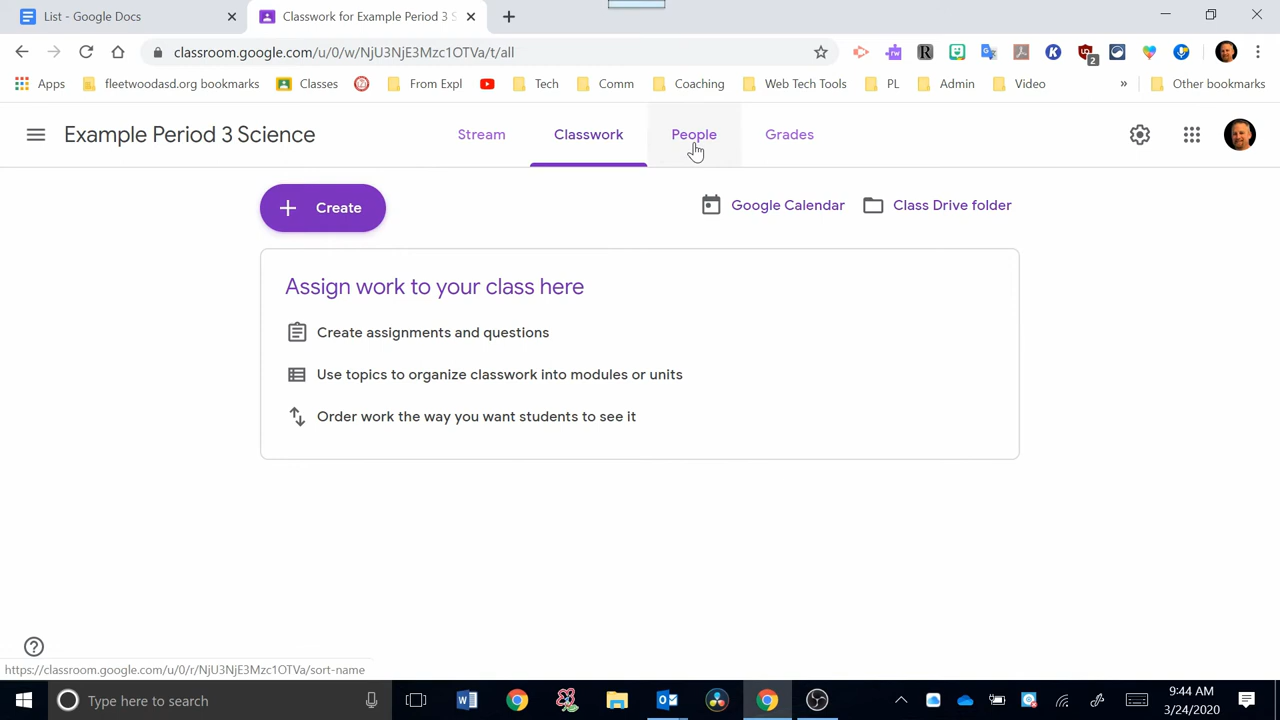 List - Google Docs
Classwork for Example Period 3 S
classroom.google.com/u/0/w/NjU3NjE3Mzc1OTVa/t/all
2
Apps
fleetwoodasd.org bookmarks
Classes
From Expl
Tech
Comm
Coaching
Web Tech Tools
PL
Admin
Video
»
Other bookmarks
Example Period 3 Science
Stream
Classwork
People
Grades
Create
Google Calendar
Class Drive folder
Assign work to your class here
Create assignments and questions
Use topics to organize classwork into modules or units
Order work the way you want students to see it
https://classroom.google.com/u/0/r/NjU3NjE3Mzc1OTVa/sort-name
Type here to search
9:44 AM
3/24/2020